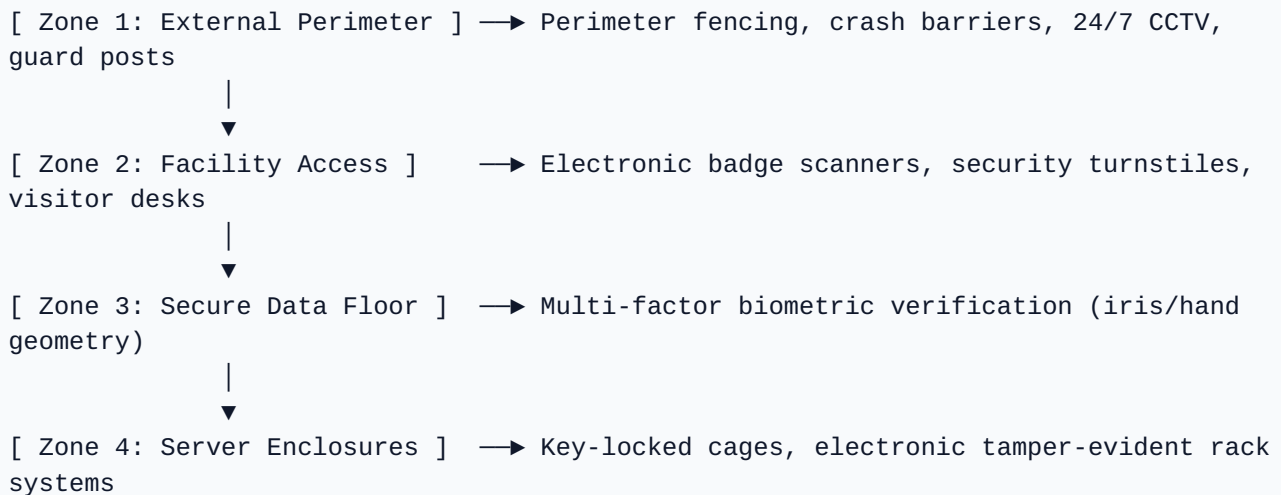 [ Zone 1: External Perimeter ] ──► Perimeter fencing, crash barriers, 24/7 CCTV,
guard posts
│
▼
[ Zone 2: Facility Access ]    ──► Electronic badge scanners, security turnstiles,
visitor desks
│
▼
[ Zone 3: Secure Data Floor ]  ──► Multi-factor biometric verification (iris/hand
geometry)
│
▼
[ Zone 4: Server Enclosures ]  ──► Key-locked cages, electronic tamper-evident rack
systems